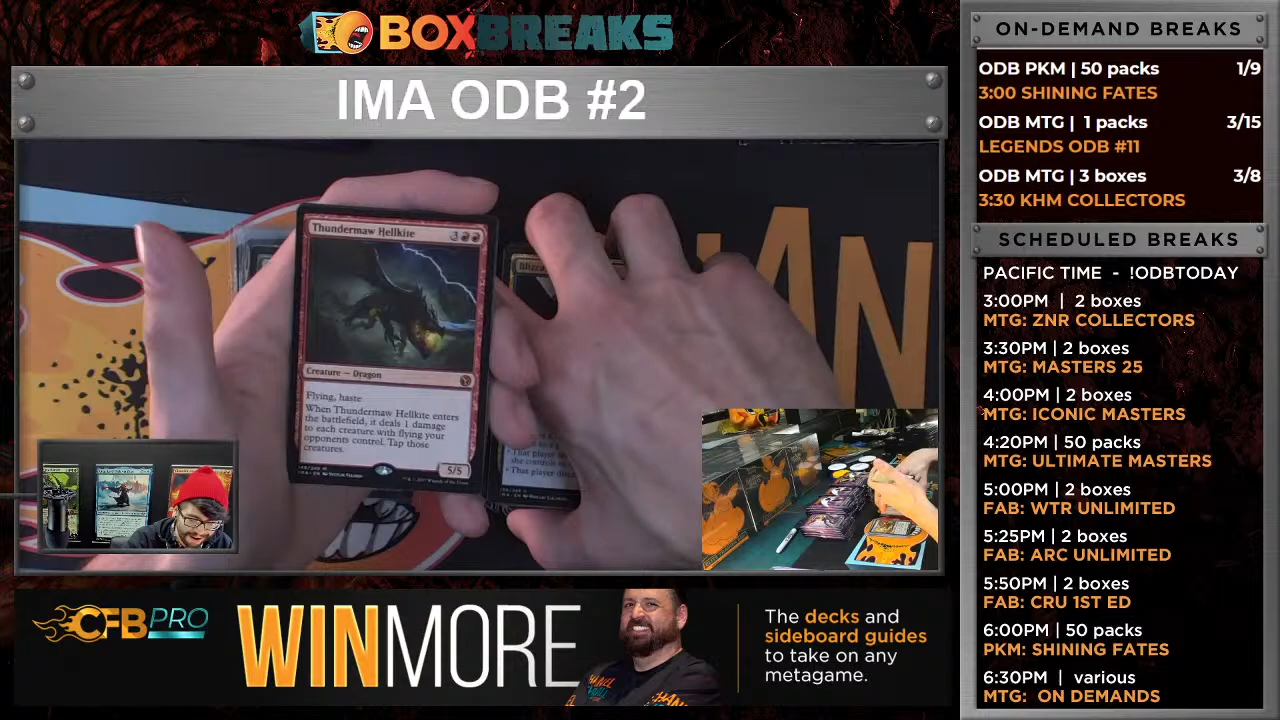 BOXBREAKS
IMA ODB #2
Thundermaw Hellkite
3
Creature — Dragon
Flying, haste
When Thundermaw Hellkite enters
the battlefield, it deals 1 damage
to each creature with flying your
opponents control. Tap those
creatures.
5/5
CFBPRO
WINMORE
The decks and
sideboard guides
to take on any
metagame.
ON-DEMAND BREAKS
ODB PKM | 50 packs 1/9
3:00 SHINING FATES
ODB MTG | 1 packs 3/15
LEGENDS ODB #11
ODB MTG | 3 boxes 3/8
3:30 KHM COLLECTORS
SCHEDULED BREAKS
PACIFIC TIME - !ODBTODAY
3:00PM | 2 boxes
MTG: ZNR COLLECTORS
3:30PM | 2 boxes
MTG: MASTERS 25
4:00PM | 2 boxes
MTG: ICONIC MASTERS
4:20PM | 50 packs
MTG: ULTIMATE MASTERS
5:00PM | 2 boxes
FAB: WTR UNLIMITED
5:25PM | 2 boxes
FAB: ARC UNLIMITED
5:50PM | 2 boxes
FAB: CRU 1ST ED
6:00PM | 50 packs
PKM: SHINING FATES
6:30PM | various
MTG: ON DEMANDS